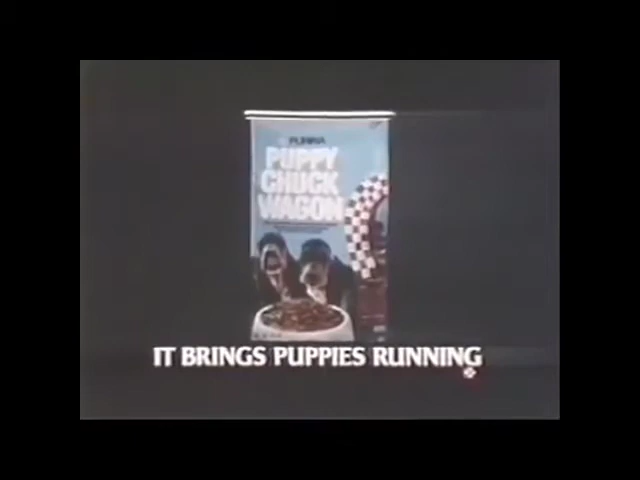 PURINA
PUPPY
CHUCK
WAGON
IT BRINGS PUPPIES RUNNING